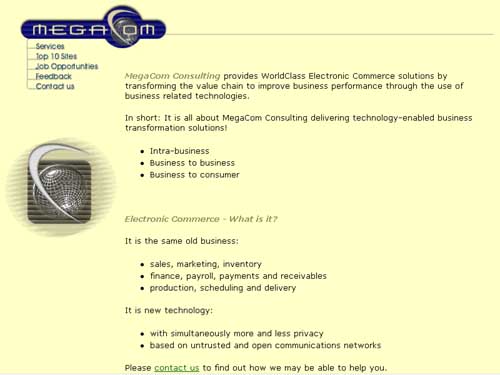 MEGACOM
Services
Top 10 Sites
Job Opportunities
Feedback
Contact us
MegaCom Consulting provides WorldClass Electronic Commerce solutions by
transforming the value chain to improve business performance through the use of
business related technologies.
In short: It is all about MegaCom Consulting delivering technology-enabled business
transformation solutions!
• Intra-business
• Business to business
• Business to consumer
Electronic Commerce - What is it?
It is the same old business:
• sales, marketing, inventory
• finance, payroll, payments and receivables
• production, scheduling and delivery
It is new technology:
• with simultaneously more and less privacy
• based on untrusted and open communications networks
Please contact us to find out how we may be able to help you.